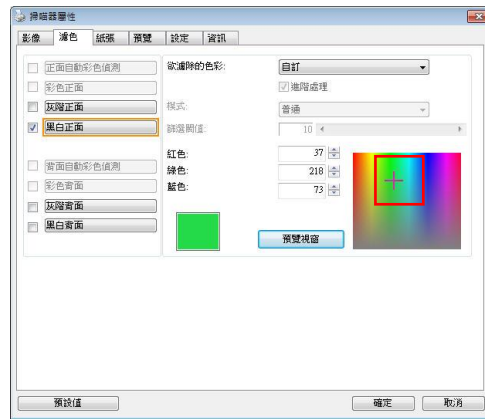 掃瞄器屬性
影像 濾色 紙張 預覽 設定 資訊
正面自動彩色偵測
彩色正面
灰階正面
黑白正面
背面自動彩色偵測
彩色背面
灰階背面
黑白背面
欲濾除的色彩: 自訂
進階處理
模式: 普通
篩選閥值: 10
紅色: 37
綠色: 218
藍色: 73
預覽視窗
預設值 確定 取消